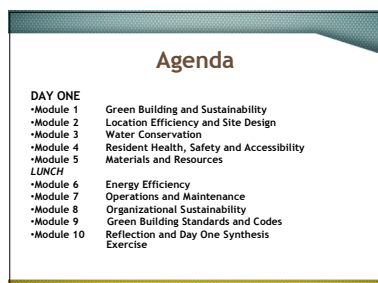 Agenda
DAY ONE
•Module 1 Green Building and Sustainability
•Module 2 Location Efficiency and Site Design
•Module 3 Water Conservation
•Module 4 Resident Health, Safety and Accessibility
•Module 5 Materials and Resources
LUNCH
•Module 6 Energy Efficiency
•Module 7 Operations and Maintenance
•Module 8 Organizational Sustainability
•Module 9 Green Building Standards and Codes
•Module 10 Reflection and Day One Synthesis
Exercise